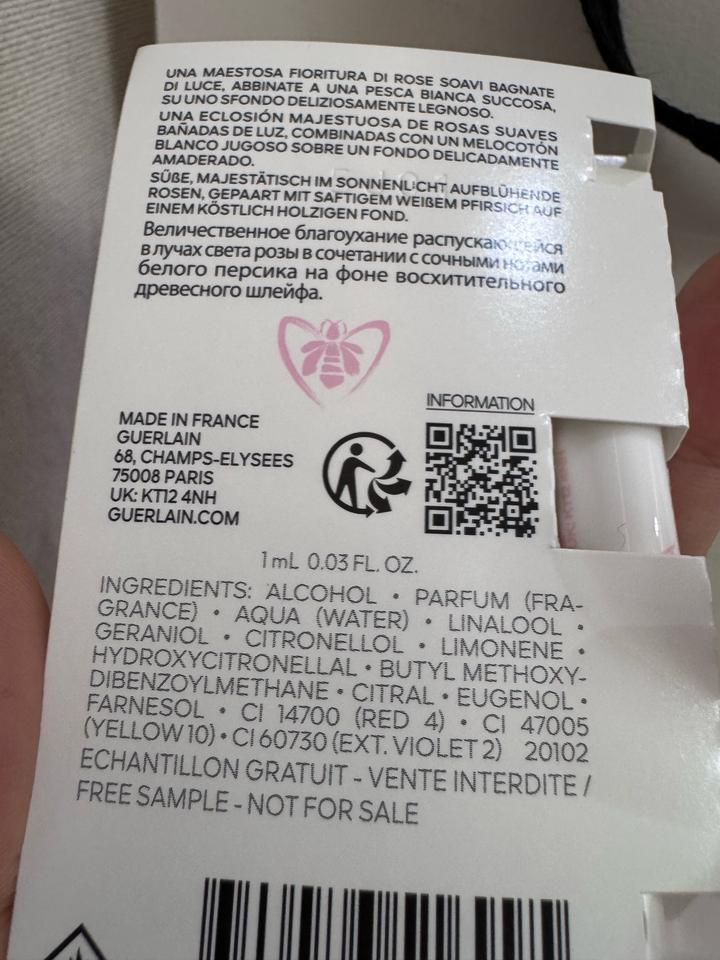 UNA MAESTOSA FIORITURA DI ROSE SOAVI BAGNATE
DI LUCE, ABBINATE A UNA PESCA BIANCA SUCCOSA,
SU UNO SFONDO DELIZIOSAMENTE LEGNOSO.
UNA ECLOSIÓN MAJESTUOSA DE ROSAS SUAVES
BAÑADAS DE LUZ, COMBINADAS CON UN MELOCOTÓN
BLANCO JUGOSO SOBRE UN FONDO DELICADAMENTE
AMADERADO.
SÜßE, MAJESTÄTISCH IM SONNENLICHT AUFBLÜHENDE
ROSEN, GEPAART MIT SAFTIGEM WEIßEM PFIRSICH AUF
EINEM KÖSTLICH HOLZIGEN FOND.
Величественное благоухание распускающейся
в лучах света розы в сочетании с сочными нотами
белого персика на фоне восхитительного
древесного шлейфа.
INFORMATION
MADE IN FRANCE
GUERLAIN
68, CHAMPS-ELYSEES
75008 PARIS
UK: KT12 4NH
GUERLAIN.COM
1 mL 0.03 FL. OZ.
INGREDIENTS: ALCOHOL • PARFUM (FRA-
GRANCE) • AQUA (WATER) • LINALOOL •
GERANIOL • CITRONELLOL • LIMONENE •
HYDROXYCITRONELLAL • BUTYL METHOXY-
DIBENZOYLMETHANE • CITRAL • EUGENOL •
FARNESOL • CI 14700 (RED 4) • CI 47005
(YELLOW 10) • CI 60730 (EXT. VIOLET 2) 20102
ECHANTILLON GRATUIT - VENTE INTERDITE /
FREE SAMPLE - NOT FOR SALE